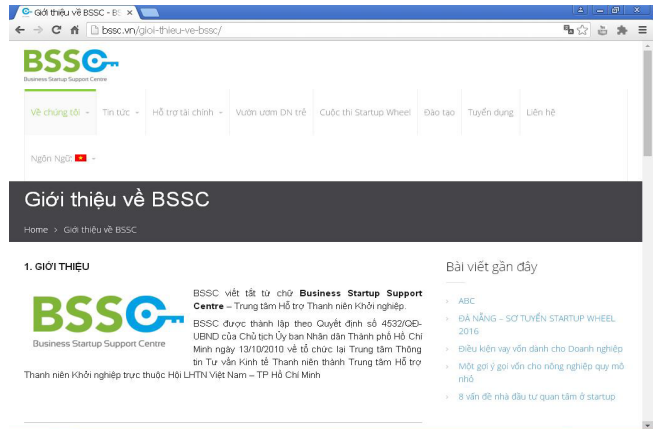 Giới thiệu về BSSC - BS
bssc.vn/gioi-thieu-ve-bssc/
BSSC
Business Startup Support Centre
Về chúng tôi
Tin tức
Hỗ trợ tài chính
Vườn ươm DN trẻ
Cuộc thi Startup Wheel
Đào tạo
Tuyển dụng
Liên hệ
Ngôn Ngữ:
Giới thiệu về BSSC
Home > Giới thiệu về BSSC
1. GIỚI THIỆU
BSSC
Business Startup Support Centre
BSSC viết tắt từ chữ Business Startup Support
Centre – Trung tâm Hỗ trợ Thanh niên Khởi nghiệp.
BSSC được thành lập theo Quyết định số 4532/QĐ-
UBND của Chủ tịch Ủy ban Nhân dân Thành phố Hồ Chí
Minh ngày 13/10/2010 về tổ chức lại Trung tâm Thông
tin Tư vấn Kinh tế Thanh niên thành Trung tâm Hỗ trợ
Thanh niên Khởi nghiệp trực thuộc Hội LHTN Việt Nam – TP Hồ Chí Minh
Bài viết gần đây
ABC
ĐÀ NẴNG – SƠ TUYỂN STARTUP WHEEL
2016
Điều kiện vay vốn dành cho Doanh nghiệp
Một gợi ý gọi vốn cho nông nghiệp quy mô
nhỏ
8 vấn đề nhà đầu tư quan tâm ở startup